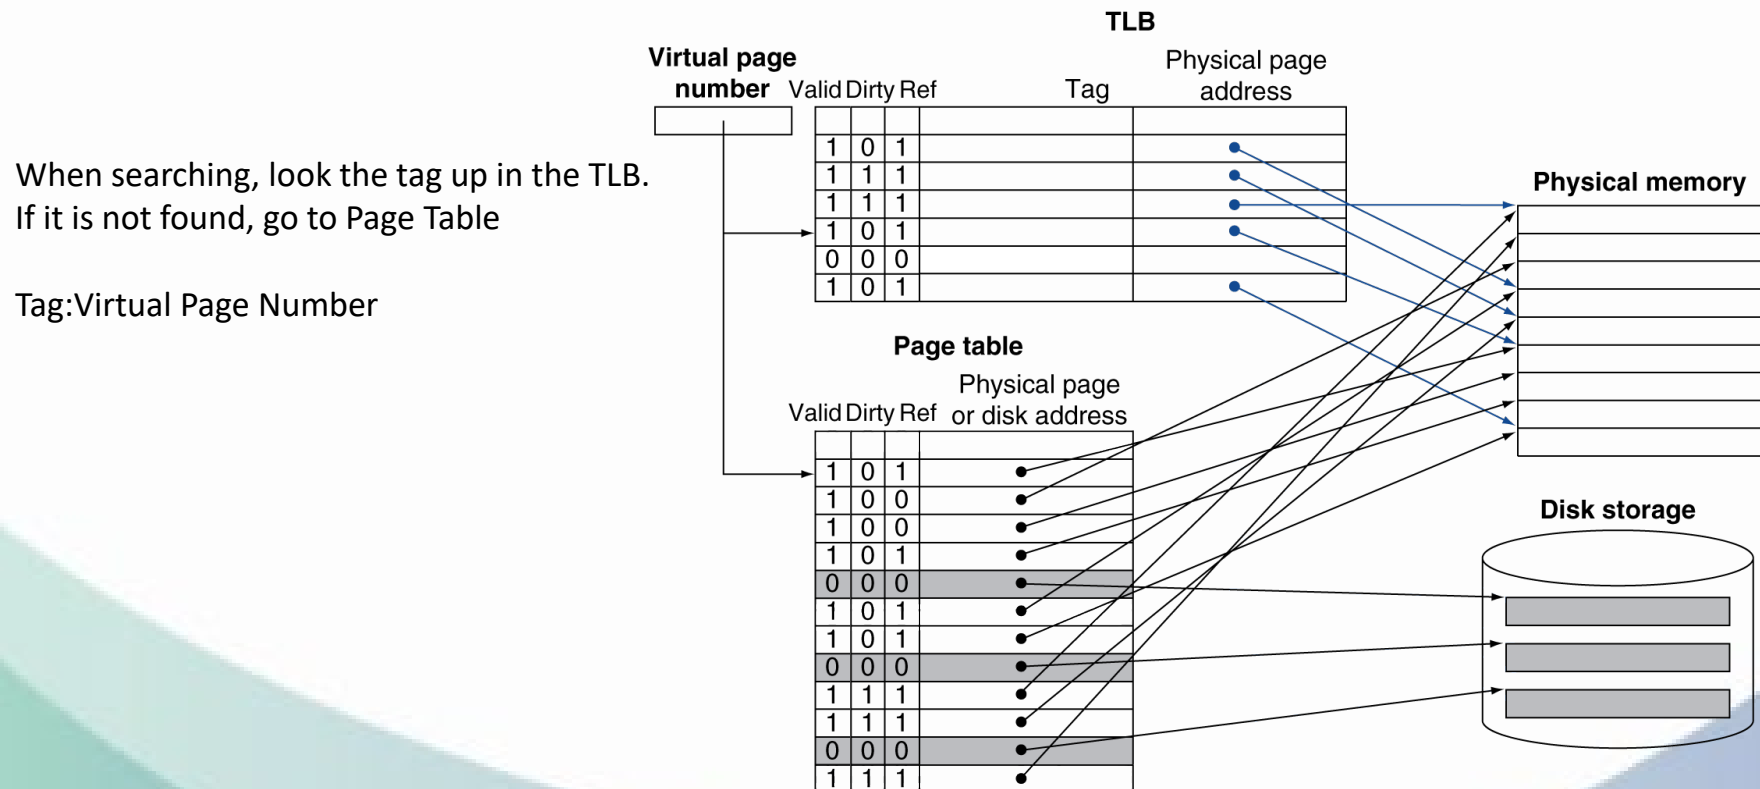 TLB
Virtual page
number
Valid Dirty Ref
Tag
Physical page
address
1 0 1
1 1 1
1 1 1
1 0 1
0 0 0
1 0 1
When searching, look the tag up in the TLB.
If it is not found, go to Page Table
Tag:Virtual Page Number
Physical memory
Page table
Valid Dirty Ref
Physical page
or disk address
1 0 1
1 0 0
1 0 0
1 0 1
0 0 0
1 0 1
1 0 1
0 0 0
1 1 1
1 1 1
0 0 0
1 1 1
Disk storage